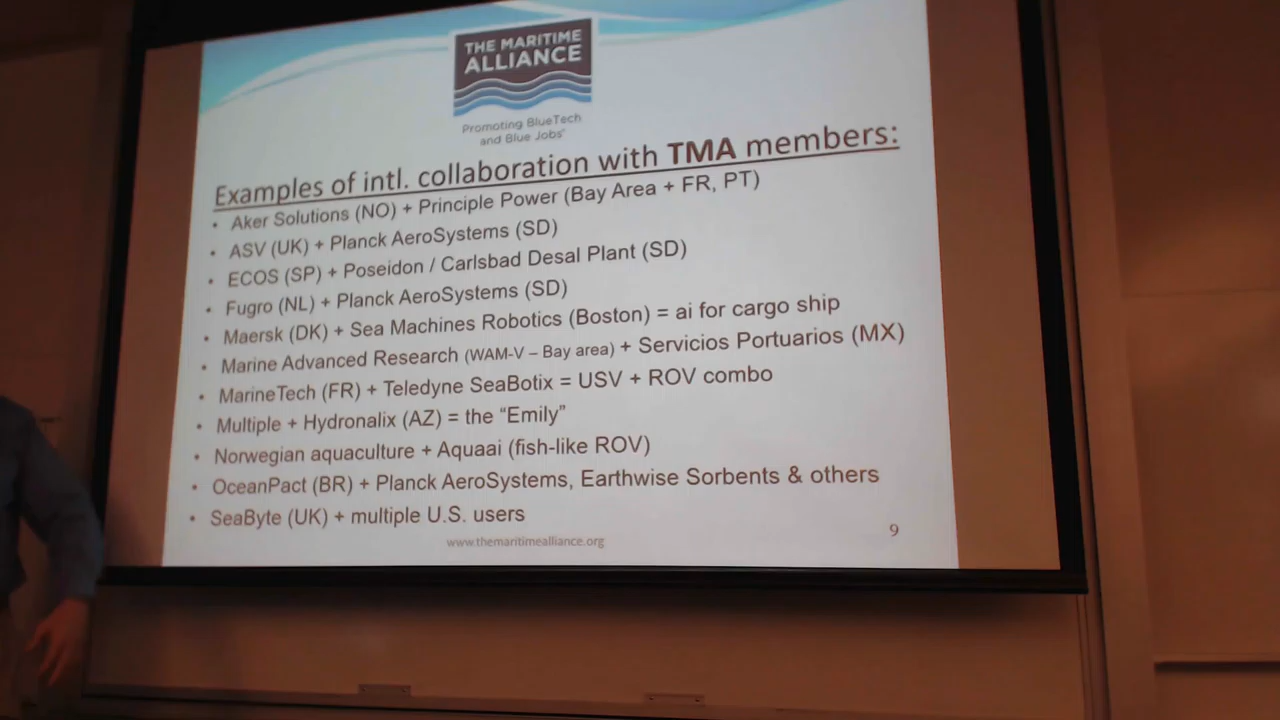 THE MARITIME
ALLIANCE
Promoting BlueTech
and Blue Jobs®
Examples of intl. collaboration with TMA members:
• Aker Solutions (NO) + Principle Power (Bay Area + FR, PT)
• ASV (UK) + Planck AeroSystems (SD)
• ECOS (SP) + Poseidon / Carlsbad Desal Plant (SD)
• Fugro (NL) + Planck AeroSystems (SD)
• Maersk (DK) + Sea Machines Robotics (Boston) = ai for cargo ship
• Marine Advanced Research (WAM-V – Bay area) + Servicios Portuarios (MX)
• MarineTech (FR) + Teledyne SeaBotix = USV + ROV combo
• Multiple + Hydronalix (AZ) = the “Emily”
• Norwegian aquaculture + Aquaai (fish-like ROV)
• OceanPact (BR) + Planck AeroSystems, Earthwise Sorbents & others
• SeaByte (UK) + multiple U.S. users
www.themaritimealliance.org
9